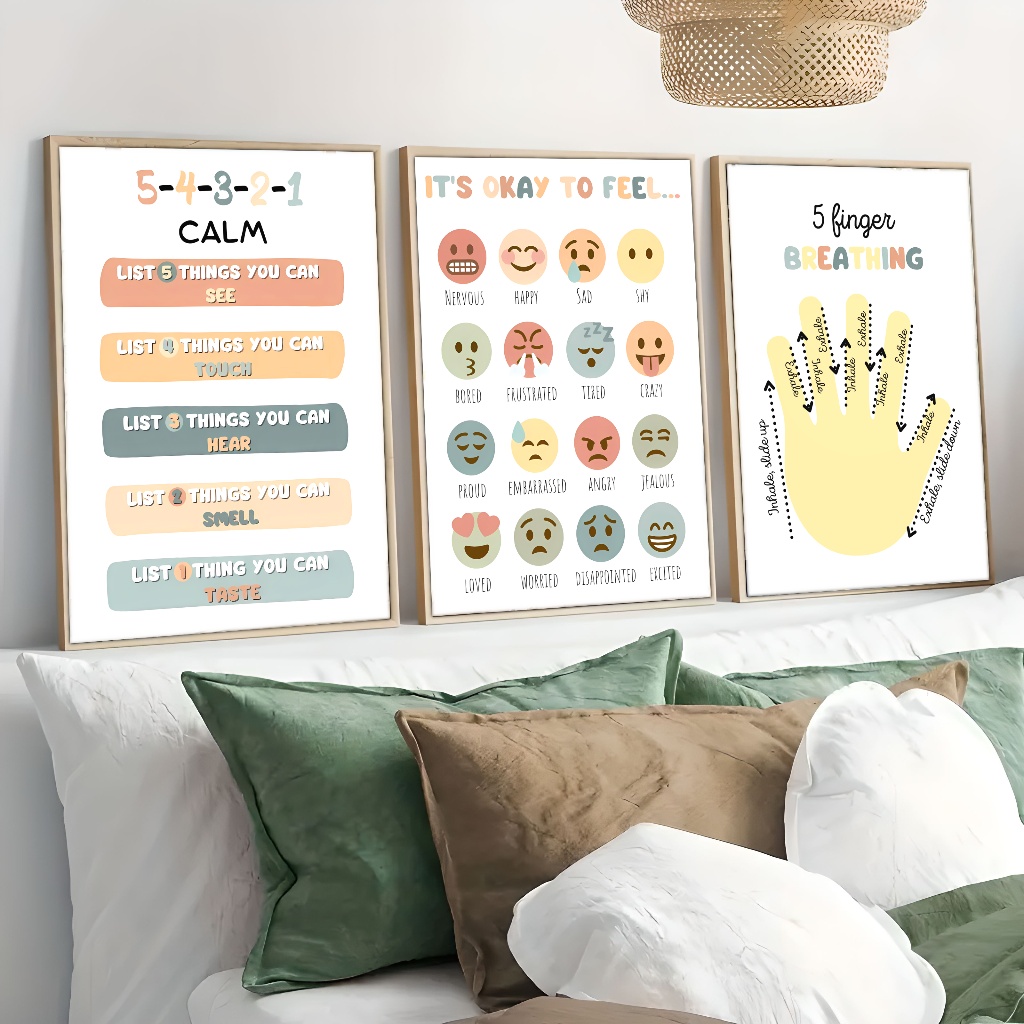 5-4-3-2-1
CALM
LIST 5 THINGS YOU CAN
SEE
LIST 4 THINGS YOU CAN
TOUCH
LIST 3 THINGS YOU CAN
HEAR
LIST 2 THINGS YOU CAN
SMELL
LIST 1 THING YOU CAN
TASTE
IT'S OKAY TO FEEL...
NERVOUS HAPPY SAD SHY
ZZZ
BORED FRUSTRATED TIRED CRAZY
PROUD EMBARRASSED ANGRY JEALOUS
LOVED WORRIED DISAPPOINTED EXCITED
5 finger
BREATHING
Inhale, slide up
Exhale
Inhale
Exhale
Inhale
Exhale
Inhale
Exhale
Inhale
Exhale, slide down